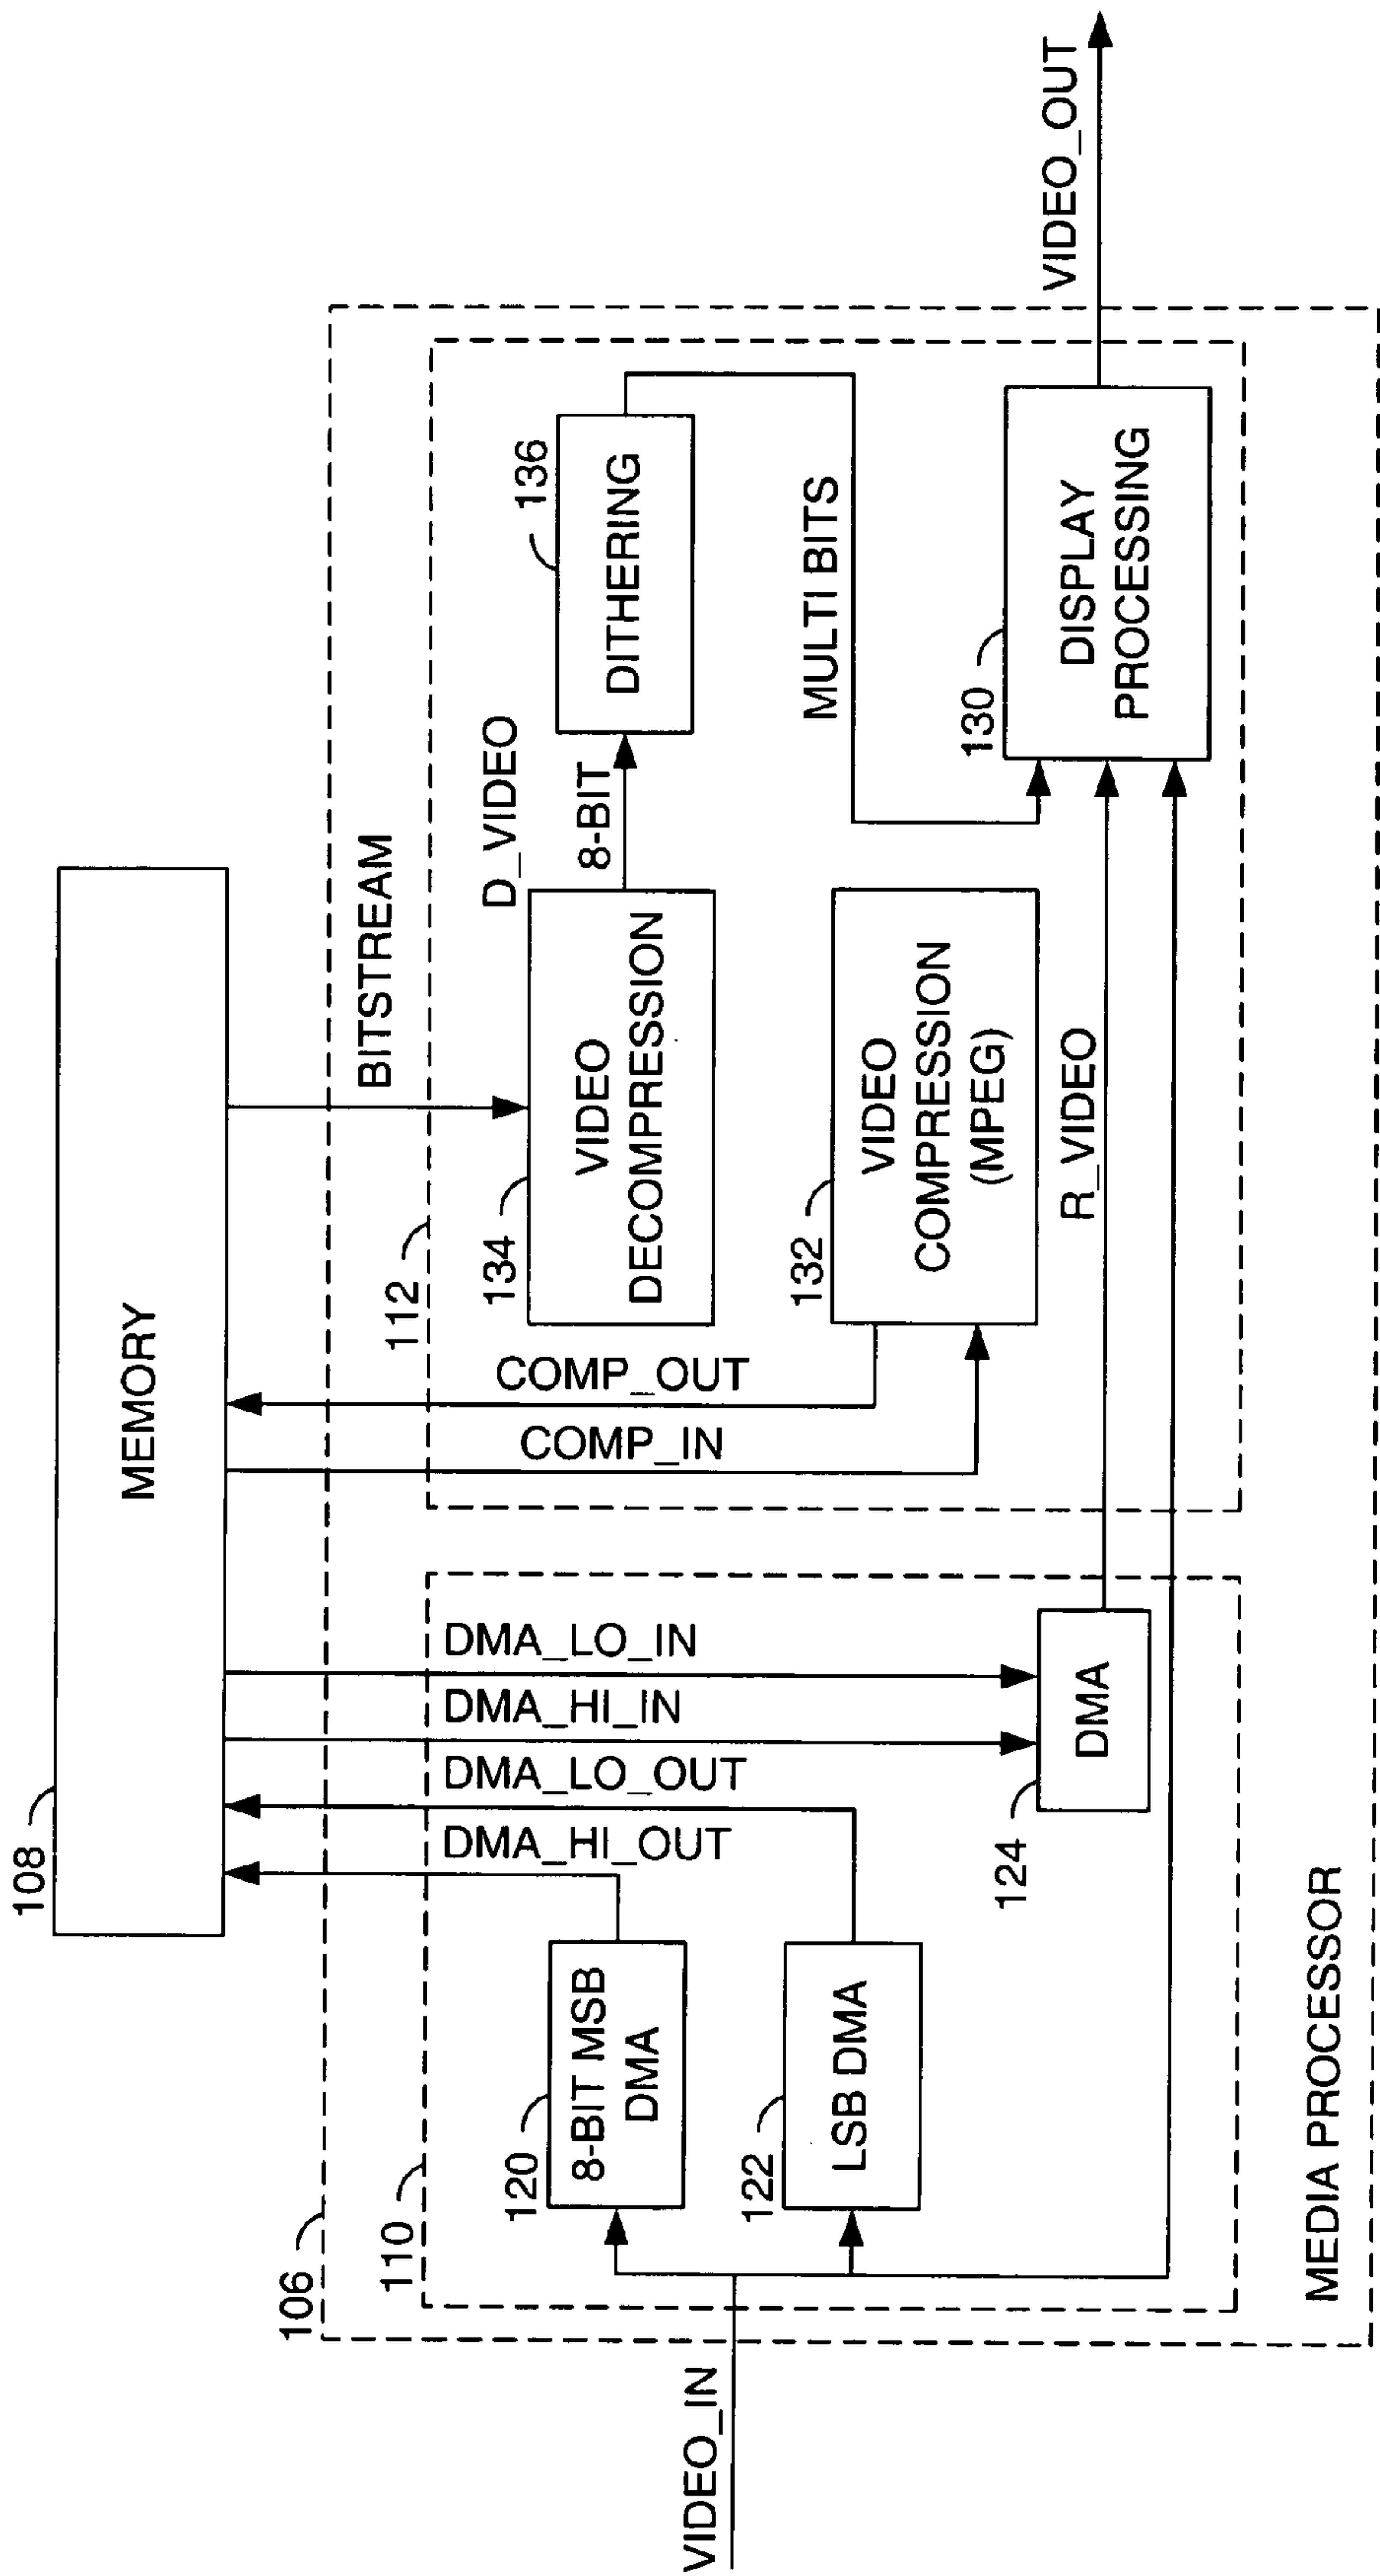 108
MEMORY
106
BITSTREAM
110
112
DMA_LO_IN
DMA_HI_IN
DMA_LO_OUT
DMA_HI_OUT
COMP_OUT
COMP_IN
120
8-BIT MSB
DMA
134
VIDEO
DECOMPRESSION
D_VIDEO
8-BIT
136
DITHERING
VIDEO_IN
122
LSB DMA
132
VIDEO
COMPRESSION
(MPEG)
MULTI BITS
124
DMA
R_VIDEO
130
DISPLAY
PROCESSING
VIDEO_OUT
MEDIA PROCESSOR